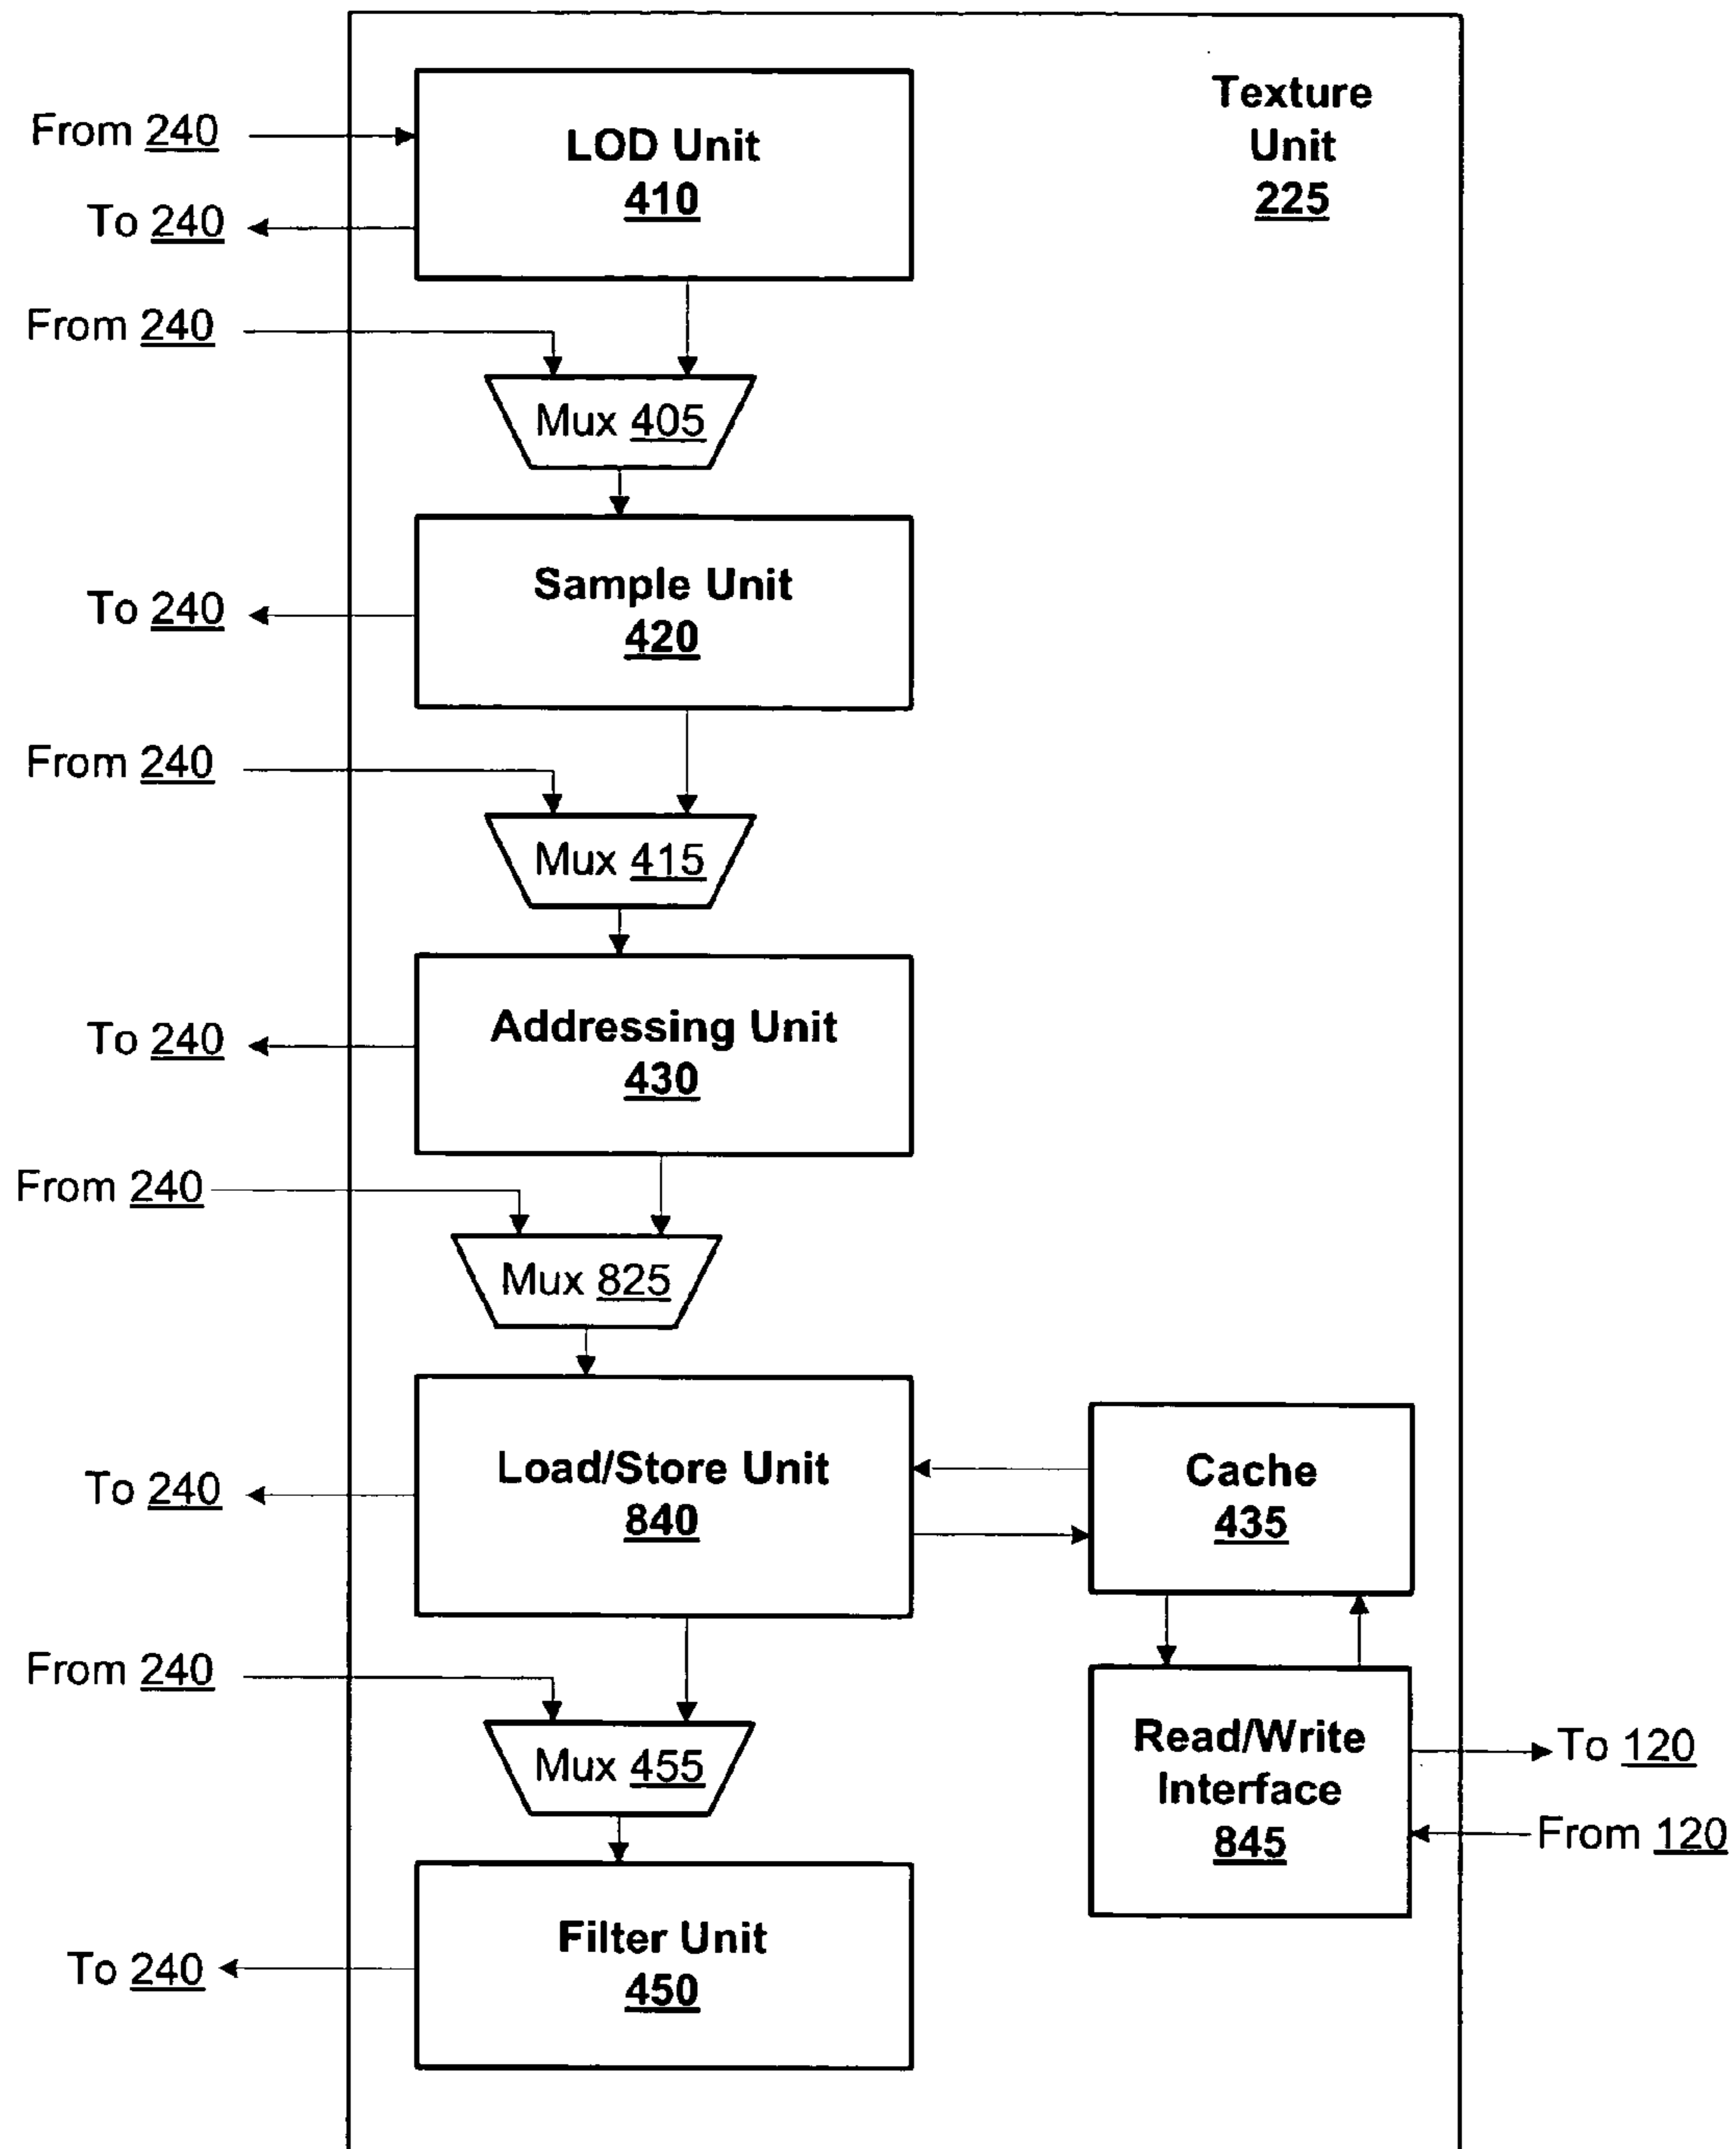 Texture
Unit
225
From 240
LOD Unit
410
To 240
From 240
Mux 405
Sample Unit
420
To 240
From 240
Mux 415
Addressing Unit
430
To 240
From 240
Mux 825
Load/Store Unit
840
To 240
Cache
435
From 240
Mux 455
Read/Write
Interface
845
To 120
From 120
Filter Unit
450
To 240